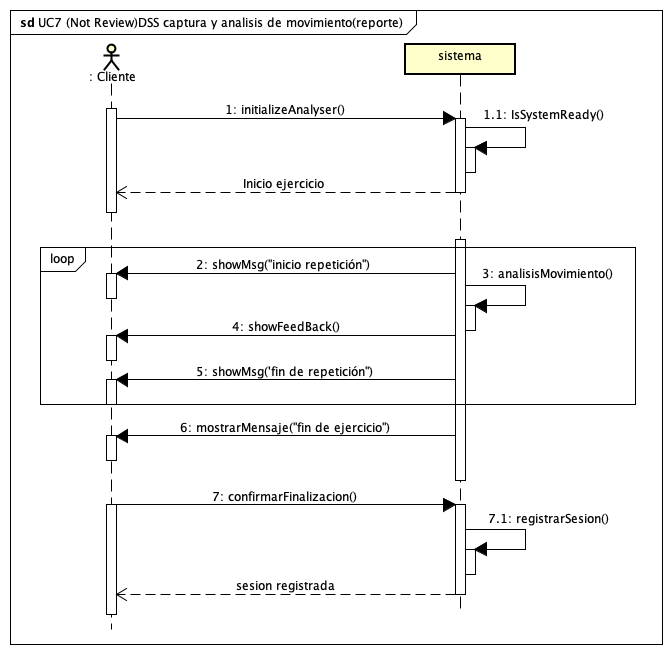 sd UC7 (Not Review)DSS captura y analisis de movimiento(reporte)
: Cliente
sistema
1: initializeAnalyser()
1.1: IsSystemReady()
Inicio ejercicio
loop
2: showMsg("inicio repetición")
3: analisisMovimiento()
4: showFeedBack()
5: showMsg('fin de repetición")
6: mostrarMensaje("fin de ejercicio")
7: confirmarFinalizacion()
7.1: registrarSesion()
sesion registrada